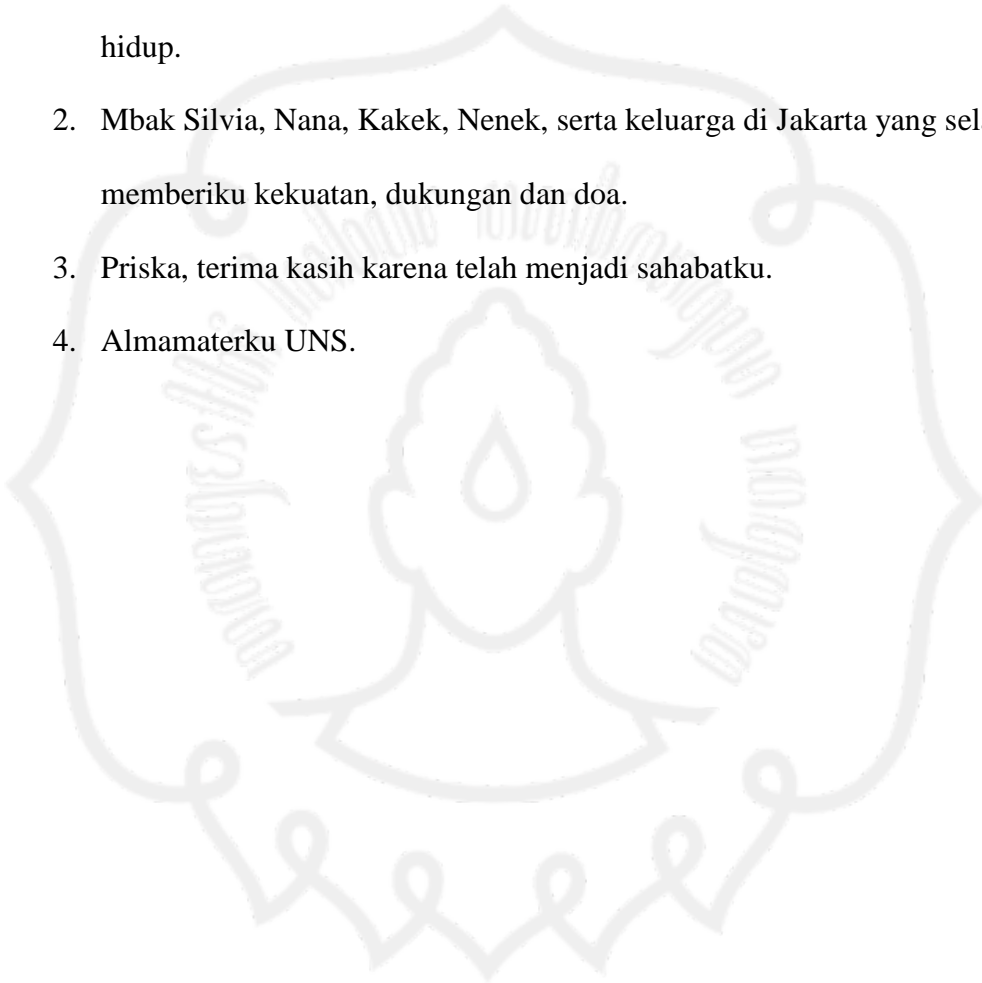 hidup.
2. Mbak Silvia, Nana, Kakek, Nenek, serta keluarga di Jakarta yang
memberiku kekuatan, dukungan dan doa.
3. Priska, terima kasih karena telah menjadi sahabatku.
4. Almamaterku UNS.